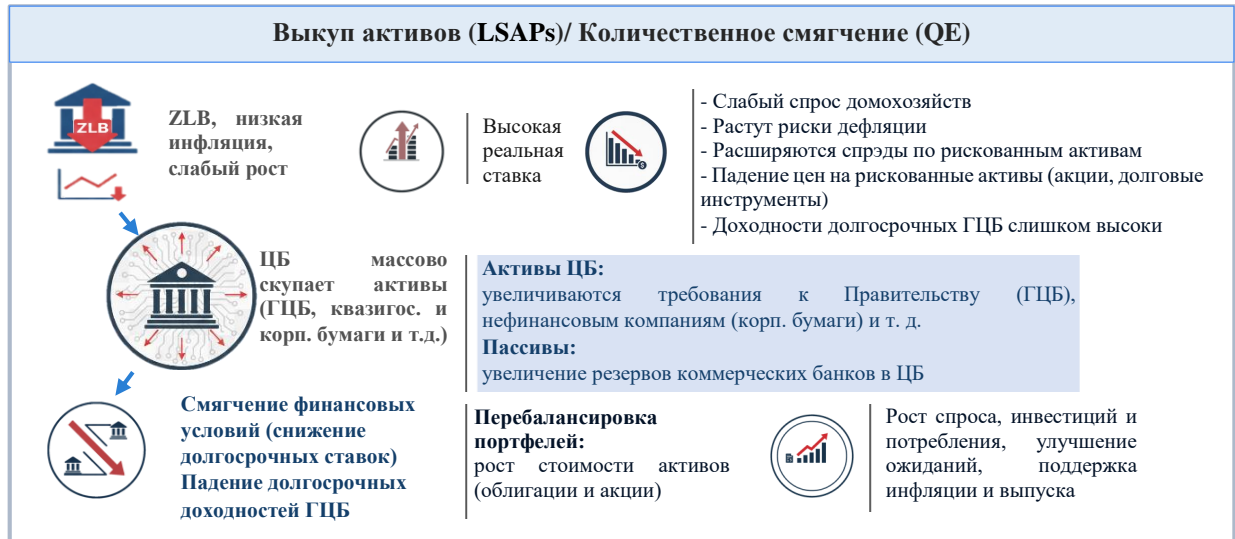 Выкуп активов (LSAPs)/ Количественное смягчение (QE)
ZLB
ZLB, низкая
инфляция,
слабый рост
Высокая
реальная
ставка
- Слабый спрос домохозяйств
- Растут риски дефляции
- Расширяются спрэды по рискованным активам
- Падение цен на рискованные активы (акции, долговые
инструменты)
- Доходности долгосрочных ГЦБ слишком высоки
ЦБ массово
скупает активы
(ГЦБ, квазигос. и
корп. бумаги и т.д.)
Активы ЦБ:
увеличиваются требования к Правительству (ГЦБ),
нефинансовым компаниям (корп. бумаги) и т. д.
Пассивы:
увеличение резервов коммерческих банков в ЦБ
Смягчение финансовых
условий (снижение
долгосрочных ставок)
Падение долгосрочных
доходностей ГЦБ
Перебалансировка
портфелей:
рост стоимости активов
(облигации и акции)
Рост спроса, инвестиций и
потребления, улучшение
ожиданий, поддержка
инфляции и выпуска